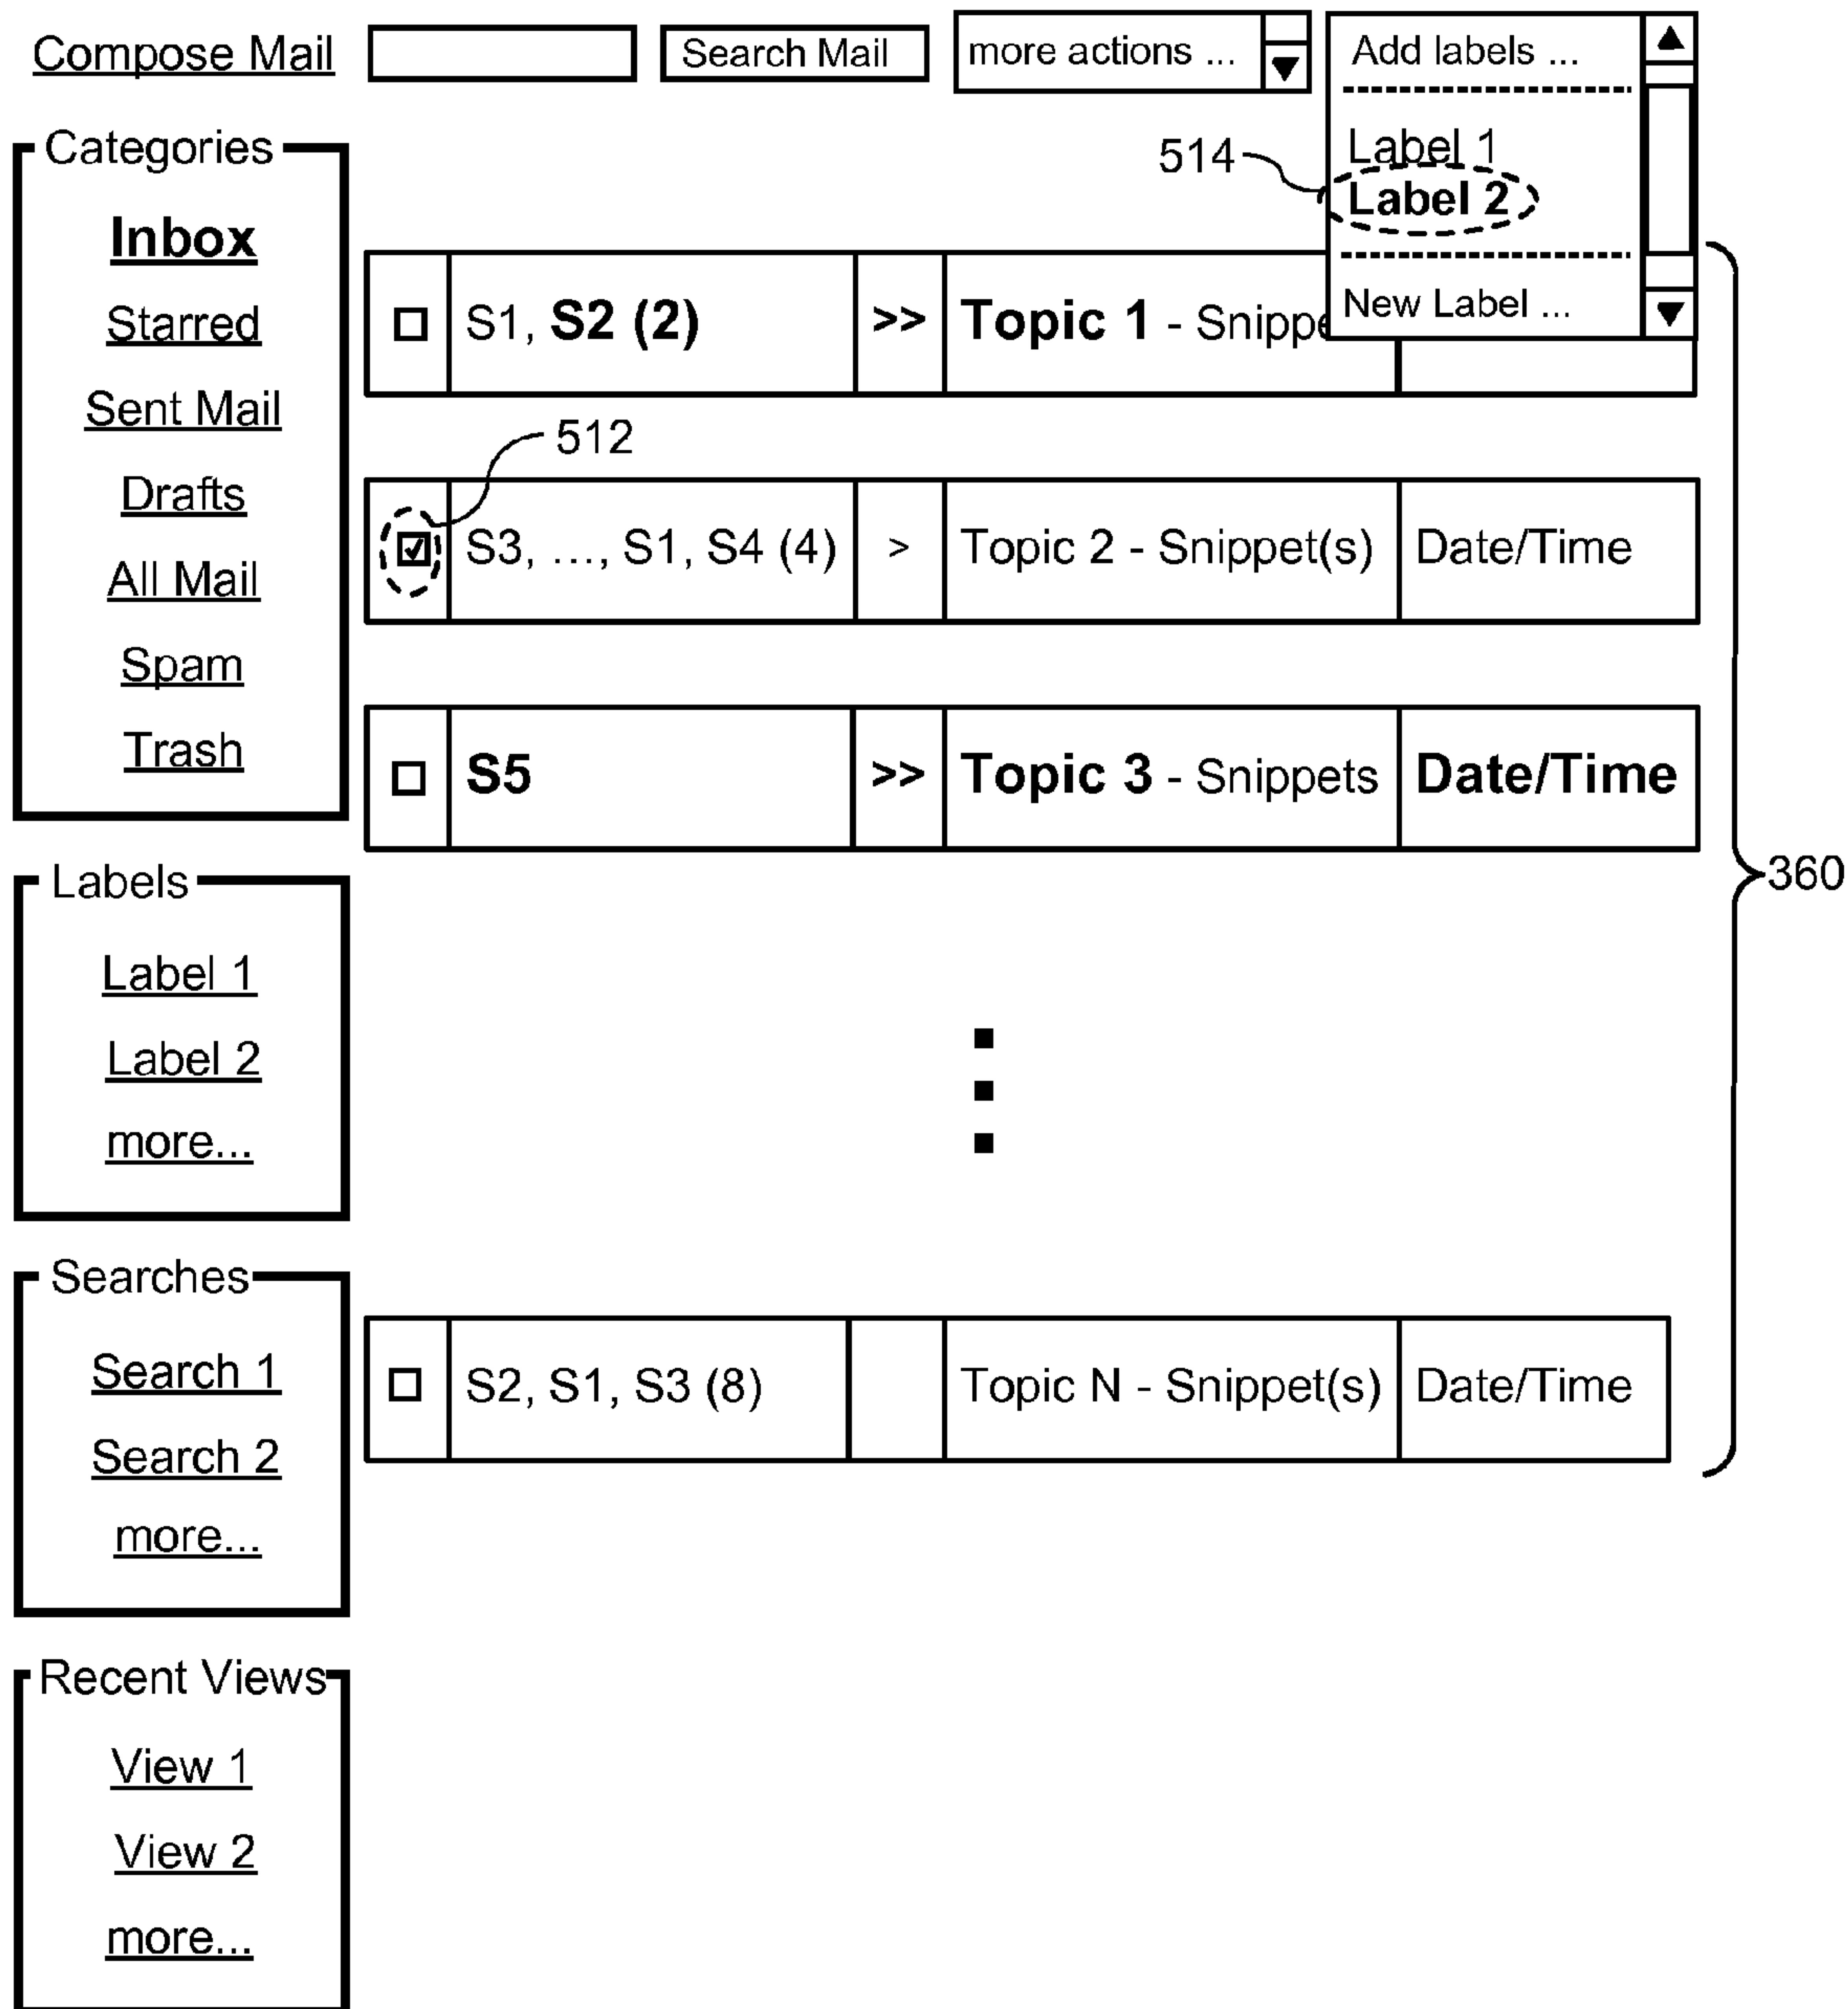 Compose Mail
Search Mail
more actions ...
Add labels ...
Label 1
Label 2
New Label ...
514
Categories
Inbox
Starred
Sent Mail
Drafts
All Mail
Spam
Trash
S1, S2 (2) >> Topic 1 - Snippe
512
S3, ..., S1, S4 (4) > Topic 2 - Snippet(s) Date/Time
S5 >> Topic 3 - Snippets Date/Time
360
Labels
Label 1
Label 2
more...
Searches
Search 1
Search 2
more...
S2, S1, S3 (8) Topic N - Snippet(s) Date/Time
Recent Views
View 1
View 2
more...